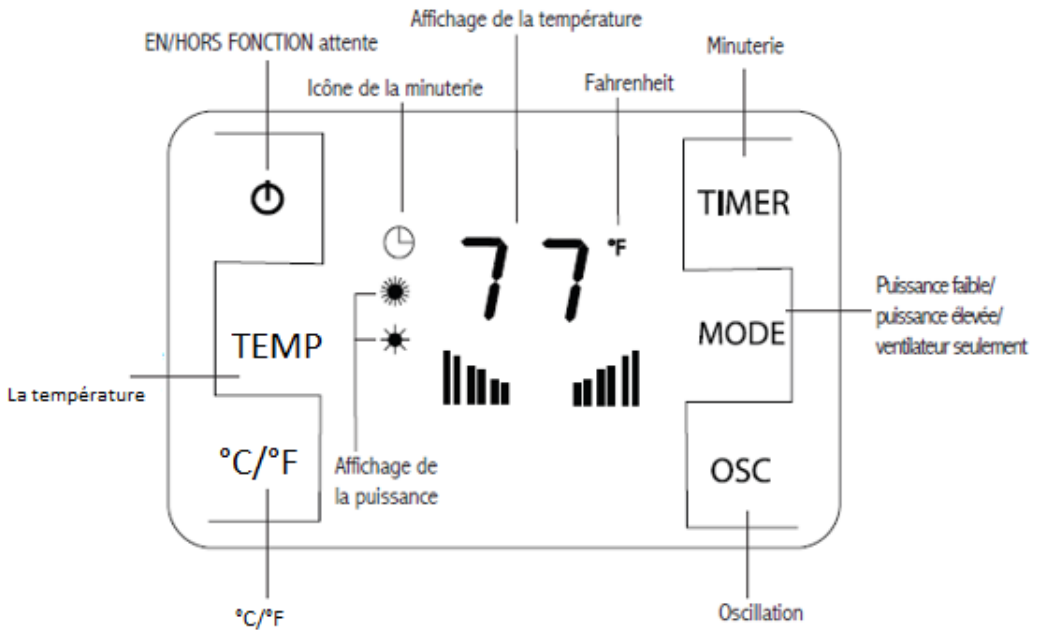 Affichage de la température
EN/HORS FONCTION attente
Minuterie
Icône de la minuterie
Fahrenheit
TIMER
77 °F
Puissance faible/
puissance élevée/
ventilateur seulement
TEMP
MODE
La température
°C/°F
Affichage de
la puissance
OSC
°C/°F
Oscillation